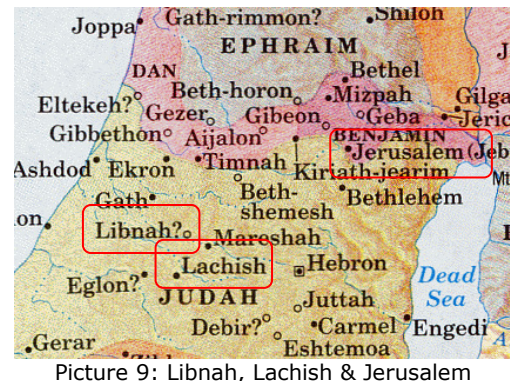 Joppa
Gath-rimmon?
Shiloh
EPHRAIM
DAN
Bethel
Beth-horon
Mizpah
Eltekeh?
Gezer
Gibeon
Geba
Gilga
Jeric
Gibbethon
Aijalon
BENJAMIN
Jerusalem (Jeb
Ashdod
Ekron
Timnah
Kiriath-jearim
Mt
Beth-
shemesh
Bethlehem
Gath
Libnah?
Mareshah
Lachish
Hebron
Dead
Sea
Eglon?
JUDAH
Juttah
Debir?
Carmel
Engedi
Eshtemoa
Gerar
Picture 9: Libnah, Lachish & Jerusalem